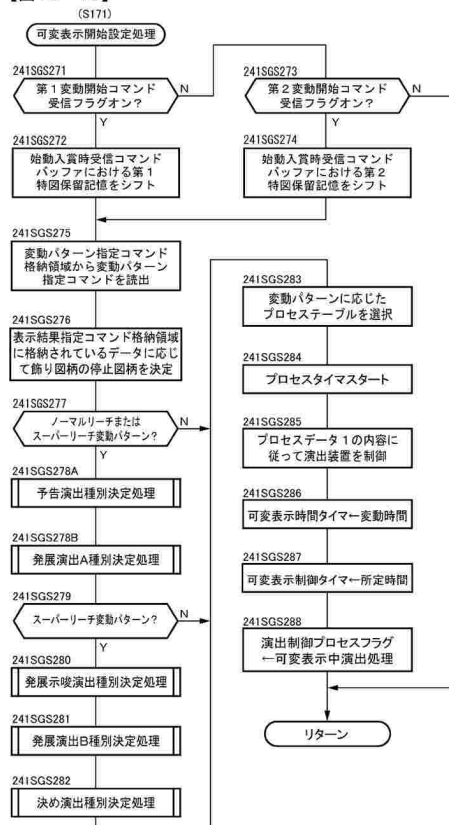 (S171)
可変表示開始設定処理
241SGS271
第1変動開始コマンド
受信フラグオン?
N
Y
241SGS272
始動入賞時受信コマンド
バッファにおける第1
特図保留記憶をシフト
241SGS273
第2変動開始コマンド
受信フラグオン?
N
Y
241SGS274
始動入賞時受信コマンド
バッファにおける第2
特図保留記憶をシフト
241SGS275
変動パターン指定コマンド
格納領域から変動パターン
指定コマンドを読出
241SGS276
表示結果指定コマンド格納領域
に格納されているデータに応じ
て飾り図柄の停止図柄を決定
241SGS277
ノーマルリーチまたは
スーパーリーチ変動パターン?
N
Y
241SGS278A
予告演出種別決定処理
241SGS278B
発展演出A種別決定処理
241SGS279
スーパーリーチ変動パターン?
N
Y
241SGS280
発展示唆演出種別決定処理
241SGS281
発展演出B種別決定処理
241SGS282
決め演出種別決定処理
241SGS283
変動パターンに応じた
プロセステーブルを選択
241SGS284
プロセスタイマスタート
241SGS285
プロセスデータ1の内容に
従って演出装置を制御
241SGS286
可変表示時間タイマ←変動時間
241SGS287
可変表示制御タイマ←所定時間
241SGS288
演出制御プロセスフラグ
←可変表示中演出処理
リターン